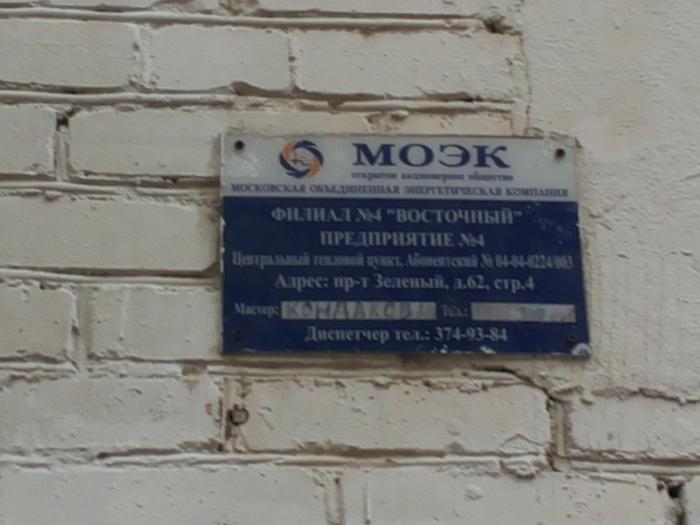 МОЭК
открытое акционерное общество
МОСКОВСКАЯ ОБЪЕДИНЕННАЯ ЭНЕРГЕТИЧЕСКАЯ КОМПАНИЯ
ФИЛИАЛ №4 "ВОСТОЧНЫЙ"
ПРЕДПРИЯТИЕ №4
Центральный тепловой пункт, Абонентский № 04-04-0224/003
Адрес: пр-т Зеленый, д.62, стр.4
Мастер: Тел.:
Диспетчер тел.: 374-93-84